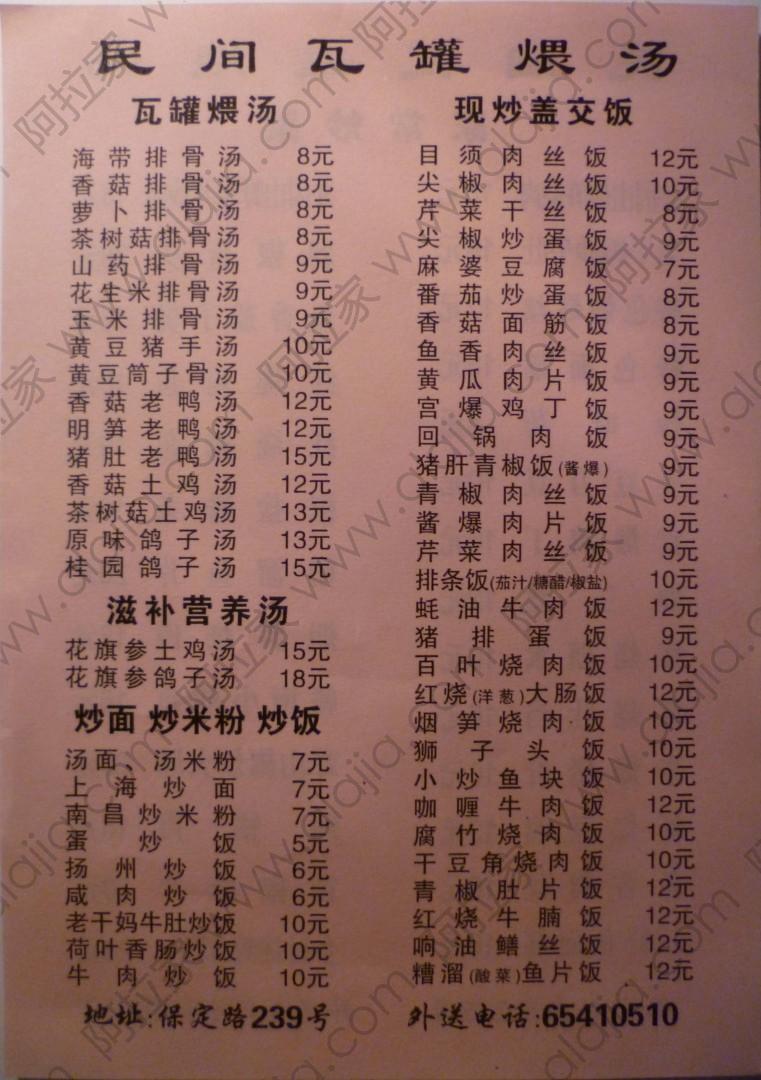 民间瓦罐煨汤
瓦罐煨汤
海带排骨汤 8元
香菇排骨汤 8元
萝卜排骨汤 8元
茶树菇排骨汤 8元
山药排骨汤 9元
花生米排骨汤 9元
玉米排骨汤 9元
黄豆猪手汤 10元
黄豆筒子骨汤 10元
香菇老鸭汤 12元
明笋老鸭汤 12元
猪肚老鸭汤 15元
香菇土鸡汤 12元
茶树菇土鸡汤 13元
原味鸽子汤 13元
桂园鸽子汤 15元
滋补营养汤
花旗参土鸡汤 15元
花旗参鸽子汤 18元
炒面 炒米粉 炒饭
汤面、汤米粉 7元
上海炒面 7元
南昌炒米粉 7元
蛋炒饭 5元
扬州炒饭 6元
咸肉炒饭 6元
老干妈牛肚炒饭 10元
荷叶香肠炒饭 10元
牛肉炒饭 10元
现炒盖交饭
目须肉丝饭 12元
尖椒肉丝饭 10元
芹菜干丝饭 8元
尖椒炒蛋饭 9元
麻婆豆腐饭 7元
番茄炒蛋饭 8元
香菇面筋饭 8元
鱼香肉丝饭 9元
黄瓜肉片饭 9元
宫爆鸡丁饭 9元
回锅肉饭 9元
猪肝青椒饭(酱爆) 9元
青椒肉丝饭 9元
酱爆肉片饭 9元
芹菜肉丝饭 9元
排条饭(茄汁/糖醋/椒盐) 10元
蚝油牛肉饭 12元
猪排蛋饭 9元
百叶烧肉饭 10元
红烧(洋葱)大肠饭 12元
烟笋烧肉饭 10元
狮子头饭 10元
小炒鱼块饭 10元
咖喱牛肉饭 12元
腐竹烧肉饭 10元
干豆角烧肉饭 10元
青椒肚片饭 12元
红烧牛腩饭 12元
响油鳝丝饭 12元
糟溜(酸菜)鱼片饭 12元
地址:保定路239号 外送电话:65410510
阿拉家 www.alajia.com